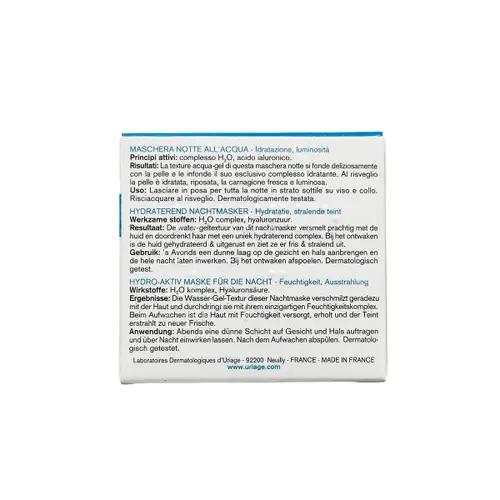 MASCHERA NOTTE ALL'ACQUA - Idratazione, luminosità
Principi attivi: complesso H₂O, acido ialuronico.
Risultati: La texture acqua-gel di questa maschera notte si fonde deliziosamente
con la pelle e le infonde il suo esclusivo complesso idratante. Al risveglio
la pelle è idratata, riposata, la carnagione fresca e luminosa.
Uso: Lasciare in posa per tutta la notte uno strato sottile su viso e collo.
Risciacquare al risveglio. Dermatologicamente testata.
HYDRATEREND NACHTMASKER - Hydratatie, stralende teint
Werkzame stoffen: H₂O complex, hyaluronzuur.
Resultaat: De water-geltextuur van dit nachtmasker versmelt prachtig met de
huid en doordrenkt haar met een uniek hydraterend complex. Bij het ontwaken
is de huid gehydrateerd & uitgerust en ziet ze er fris & stralend uit.
Gebruik: 's Avonds een dunne laag op de gezicht en hals aanbrengen en
de hele nacht laten inwerken. Bij het ontwaken afspoelen. Dermatologisch
getest.
HYDRO-AKTIV MASKE FÜR DIE NACHT - Feuchtigkeit, Ausstrahlung
Wirkstoffe: H₂O komplex, Hyaluronsäure.
Ergebnisse: Die Wasser-Gel-Textur dieser Nachtmaske verschmilzt geradezu
mit der Haut und durchdringt sie mit ihrem einzigartigen Feuchtigkeitskomplex.
Beim Aufwachen ist die Haut mit Feuchtigkeit versorgt, erholt und der Teint
erstrahlt zu neuer Frische.
Anwendung: Abends eine dünne Schicht auf Gesicht und Hals auftragen
und über Nacht einwirken lassen. Nach dem Aufwachen abspülen. Dermatolo-
gisch getestet.
Laboratoires Dermatologiques d'Uriage - 92200 Neuilly - FRANCE - MADE IN FRANCE
www.uriage.com